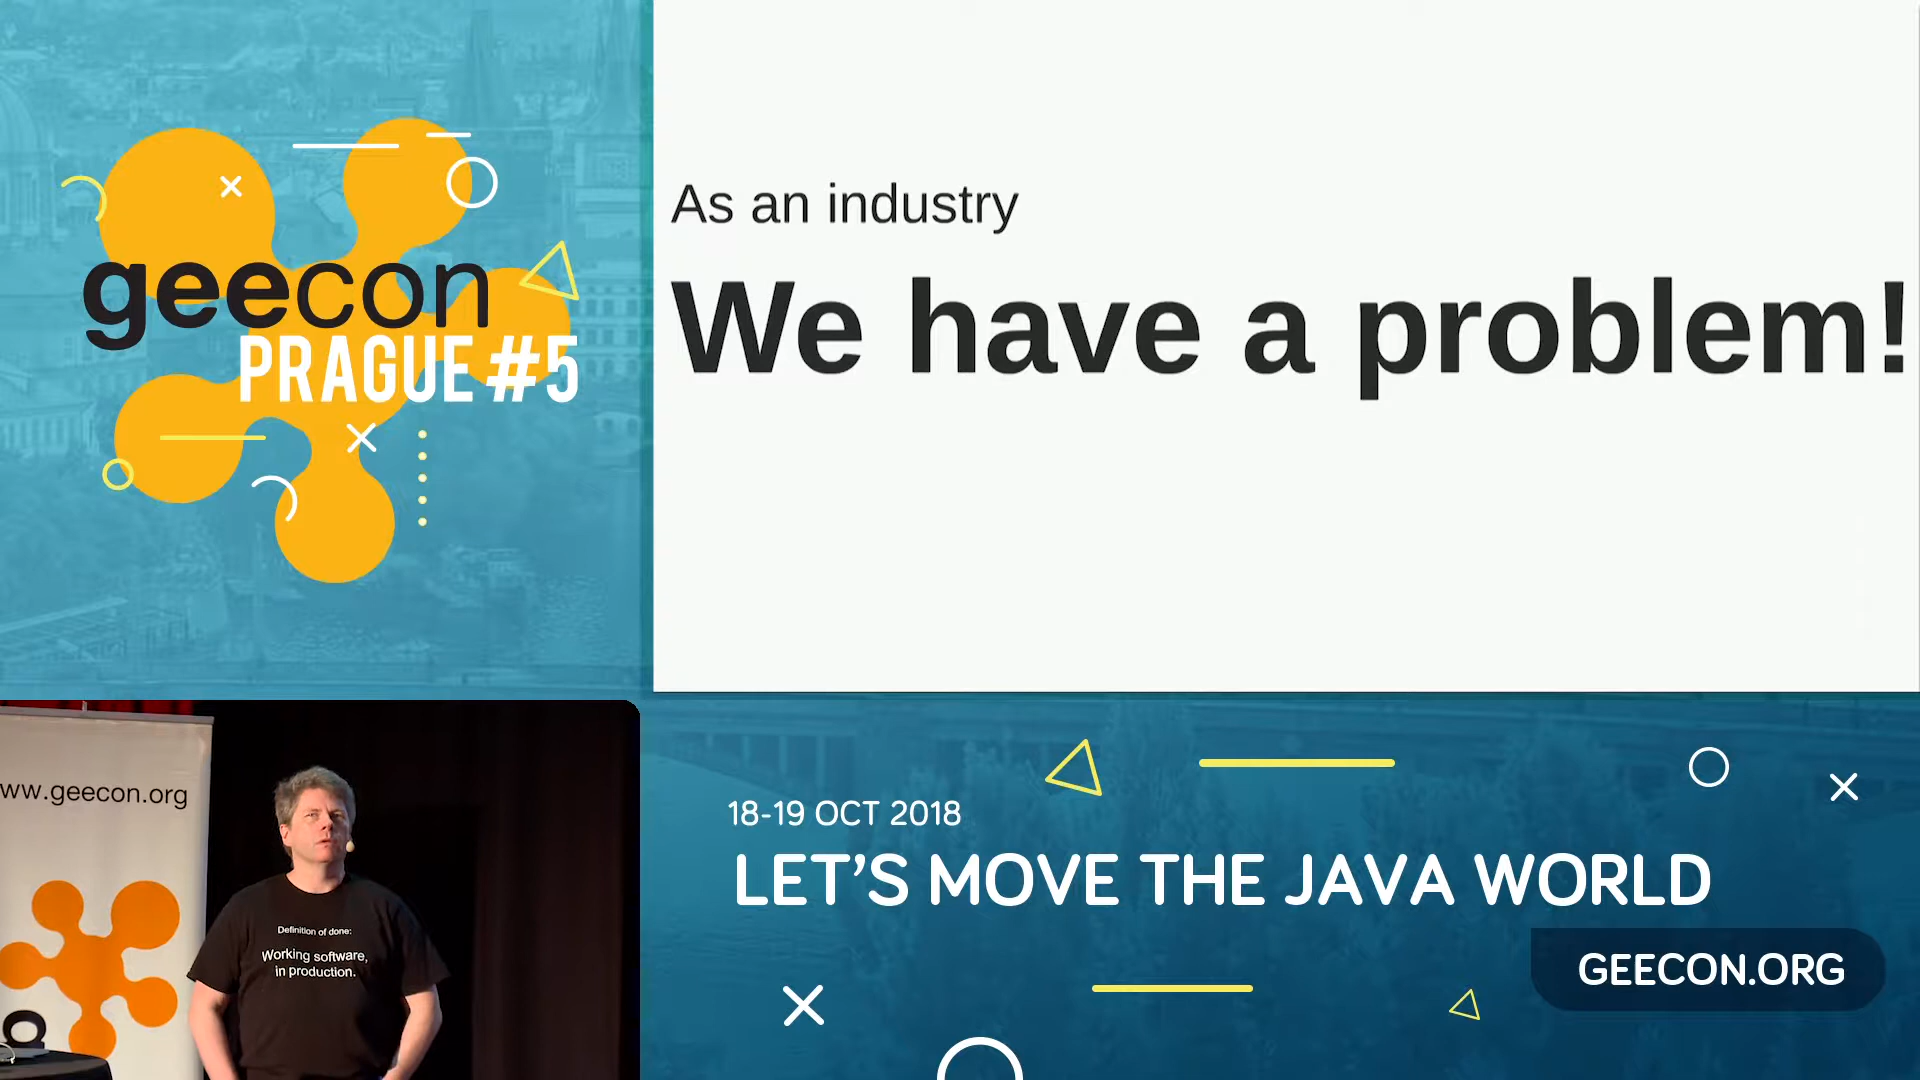 geecon
PRAGUE #5
As an industry
We have a problem!
ww.geecon.org
Definition of done:
Working software,
in production.
18-19 OCT 2018
LET'S MOVE THE JAVA WORLD
GEECON.ORG